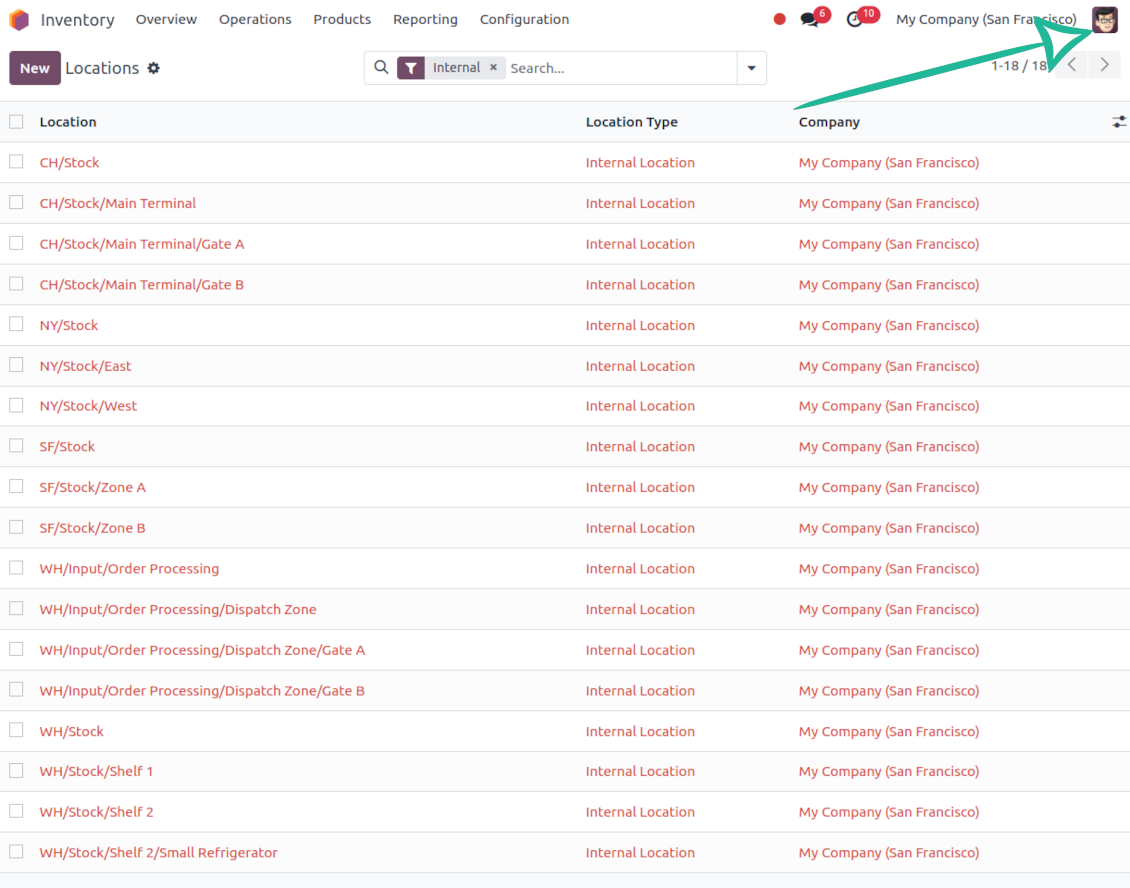 Inventory Overview Operations Products Reporting Configuration 6 10 My Company (San Francisco)
New Locations Internal × Search... 1-18 / 18
Location Location Type Company
CH/Stock Internal Location My Company (San Francisco)
CH/Stock/Main Terminal Internal Location My Company (San Francisco)
CH/Stock/Main Terminal/Gate A Internal Location My Company (San Francisco)
CH/Stock/Main Terminal/Gate B Internal Location My Company (San Francisco)
NY/Stock Internal Location My Company (San Francisco)
NY/Stock/East Internal Location My Company (San Francisco)
NY/Stock/West Internal Location My Company (San Francisco)
SF/Stock Internal Location My Company (San Francisco)
SF/Stock/Zone A Internal Location My Company (San Francisco)
SF/Stock/Zone B Internal Location My Company (San Francisco)
WH/Input/Order Processing Internal Location My Company (San Francisco)
WH/Input/Order Processing/Dispatch Zone Internal Location My Company (San Francisco)
WH/Input/Order Processing/Dispatch Zone/Gate A Internal Location My Company (San Francisco)
WH/Input/Order Processing/Dispatch Zone/Gate B Internal Location My Company (San Francisco)
WH/Stock Internal Location My Company (San Francisco)
WH/Stock/Shelf 1 Internal Location My Company (San Francisco)
WH/Stock/Shelf 2 Internal Location My Company (San Francisco)
WH/Stock/Shelf 2/Small Refrigerator Internal Location My Company (San Francisco)